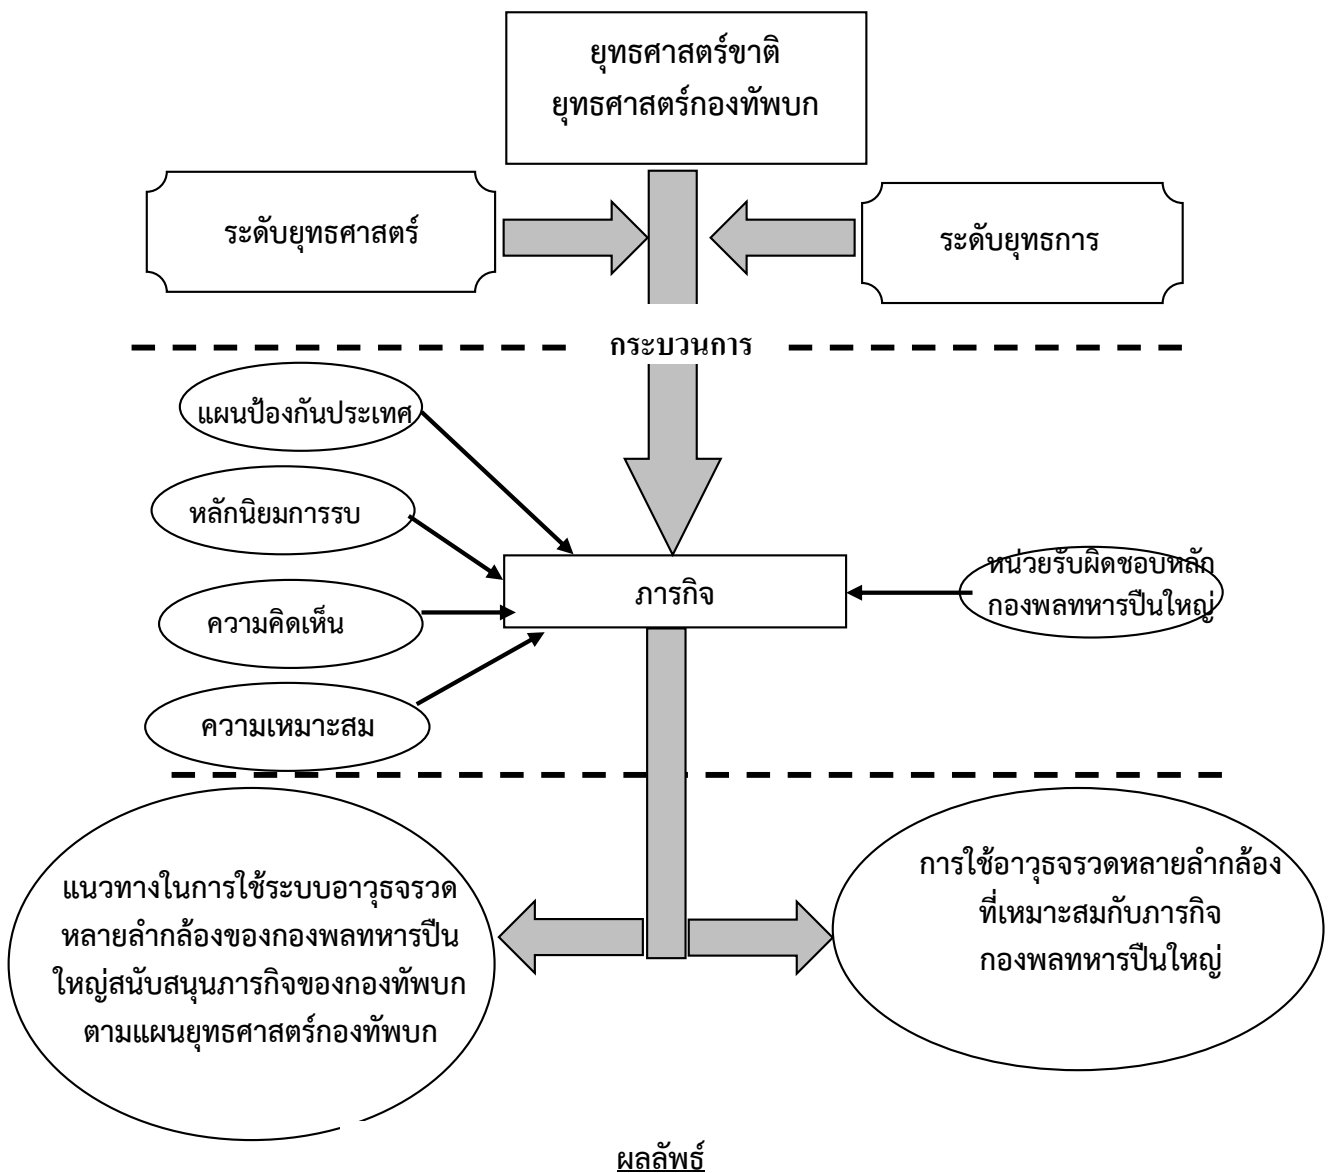 ยุทธศาสตร์ชาติ
ยุทธศาสตร์กองทัพบก
ระดับยุทธศาสตร์
ระดับยุทธการ
กระบวนการ
แผนป้องกันประเทศ
หลักนิยมการรบ
ความคิดเห็น
ความเหมาะสม
ภารกิจ
หน่วยรับผิดชอบหลัก
กองพลทหารปืนใหญ่
แนวทางในการใช้ระบบอาวุธจรวด
หลายลำกล้องของกองพลทหารปืน
ใหญ่สนับสนุนภารกิจของกองทัพบก
ตามแผนยุทธศาสตร์กองทัพบก
การใช้อาวุธจรวดหลายลำกล้อง
ที่เหมาะสมกับภารกิจ
กองพลทหารปืนใหญ่
ผลลัพธ์